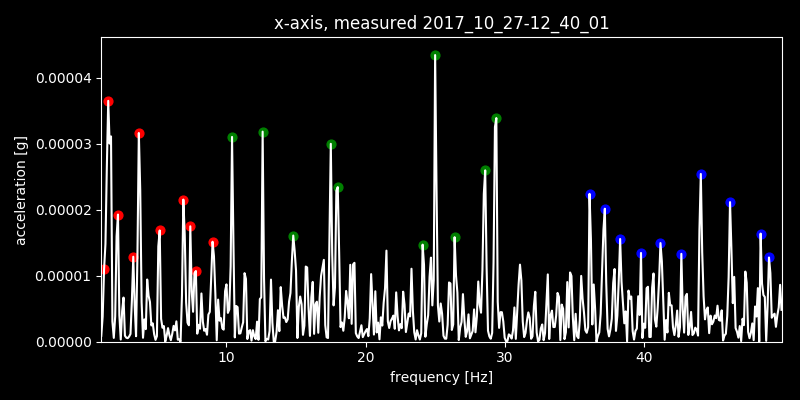 x-axis, measured 2017_10_27-12_40_01
0.00004
0.00003
0.00002
0.00001
0.00000
acceleration [g]
10 20 30 40
frequency [Hz]